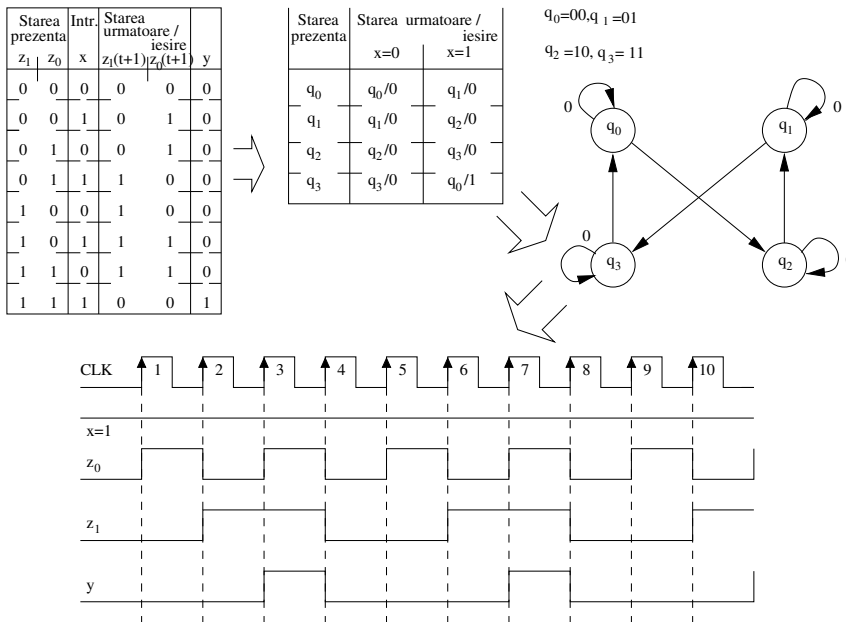 Starea prezenta Intr. Starea urmatoare / iesire
z1 z0 x z1(t+1) z0(t+1) y
0 0 0 0 0 0
0 0 1 0 1 0
0 1 0 0 1 0
0 1 1 1 0 0
1 0 0 1 0 0
1 0 1 1 1 0
1 1 0 1 1 0
1 1 1 0 0 1
Starea prezenta Starea urmatoare / iesire
x=0 x=1
q0 q0/0 q1/0
q1 q1/0 q2/0
q2 q2/0 q3/0
q3 q3/0 q0/1
q0=00,q1=01
q2=10, q3= 11
0 q0 q1 0
0 q3 q2
CLK 1 2 3 4 5 6 7 8 9 10
x=1
z0
z1
y